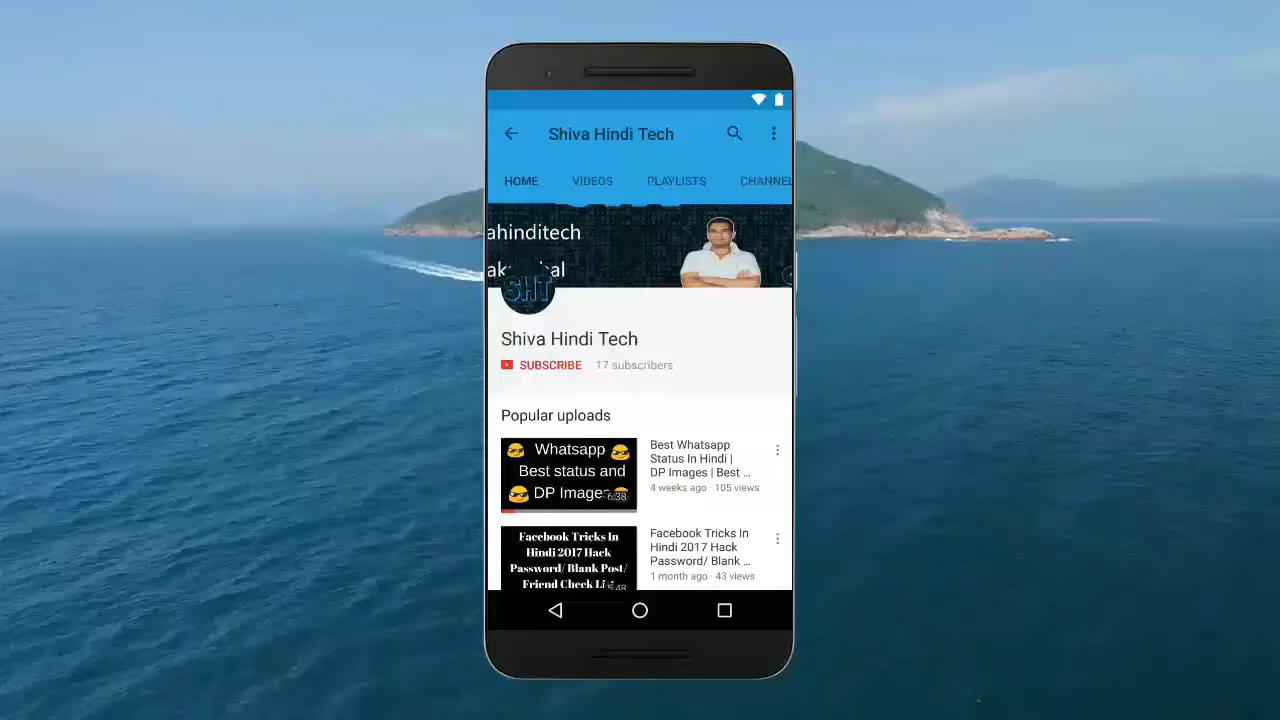 Shiva Hindi Tech
HOME VIDEOS PLAYLISTS CHANNEL
ahinditech
SHT
Shiva Hindi Tech
SUBSCRIBE 17 subscribers
Popular uploads
Whatsapp
Best status and
DP Images
6:38
Best Whatsapp
Status In Hindi |
DP Images | Best ...
4 weeks ago · 105 views
Facebook Tricks In
Hindi 2017 Hack
Password/ Blank Post/
Friend Check
Facebook Tricks In
Hindi 2017 Hack
Password/ Blank ...
1 month ago · 43 views